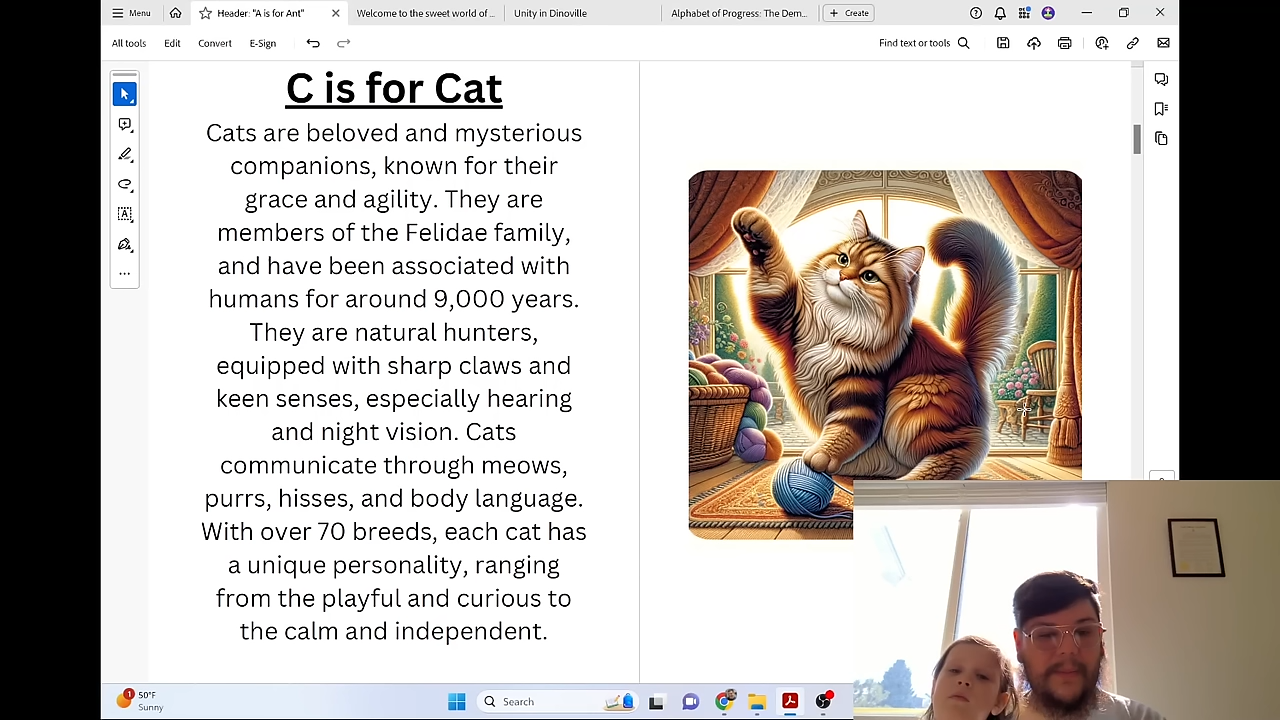 Menu
Header: "A is for Ant"
Welcome to the sweet world of ...
Unity in Dinoville
Alphabet of Progress: The Dem...
Create
All tools
Edit
Convert
E-Sign
Find text or tools
C is for Cat
Cats are beloved and mysterious
companions, known for their
grace and agility. They are
members of the Felidae family,
and have been associated with
humans for around 9,000 years.
They are natural hunters,
equipped with sharp claws and
keen senses, especially hearing
and night vision. Cats
communicate through meows,
purrs, hisses, and body language.
With over 70 breeds, each cat has
a unique personality, ranging
from the playful and curious to
the calm and independent.
1
50°F
Sunny
Search